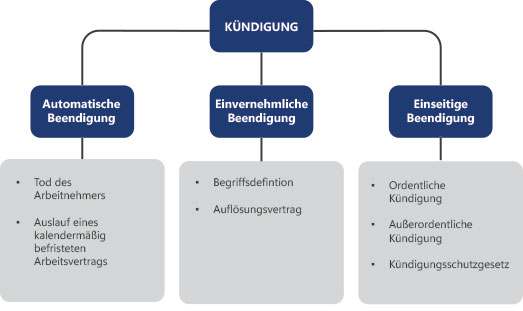 KÜNDIGUNG
Automatische
Beendigung
Einvernehmliche
Beendigung
Einseitige
Beendigung
• Tod des
Arbeitnehmers
• Auslauf eines
kalendermäßig
befristeten
Arbeitsvertrags
• Begriffsdefintion
• Auflösungsvertrag
• Ordentliche
Kündigung
• Außerordentliche
Kündigung
• Kündigungsschutzgesetz